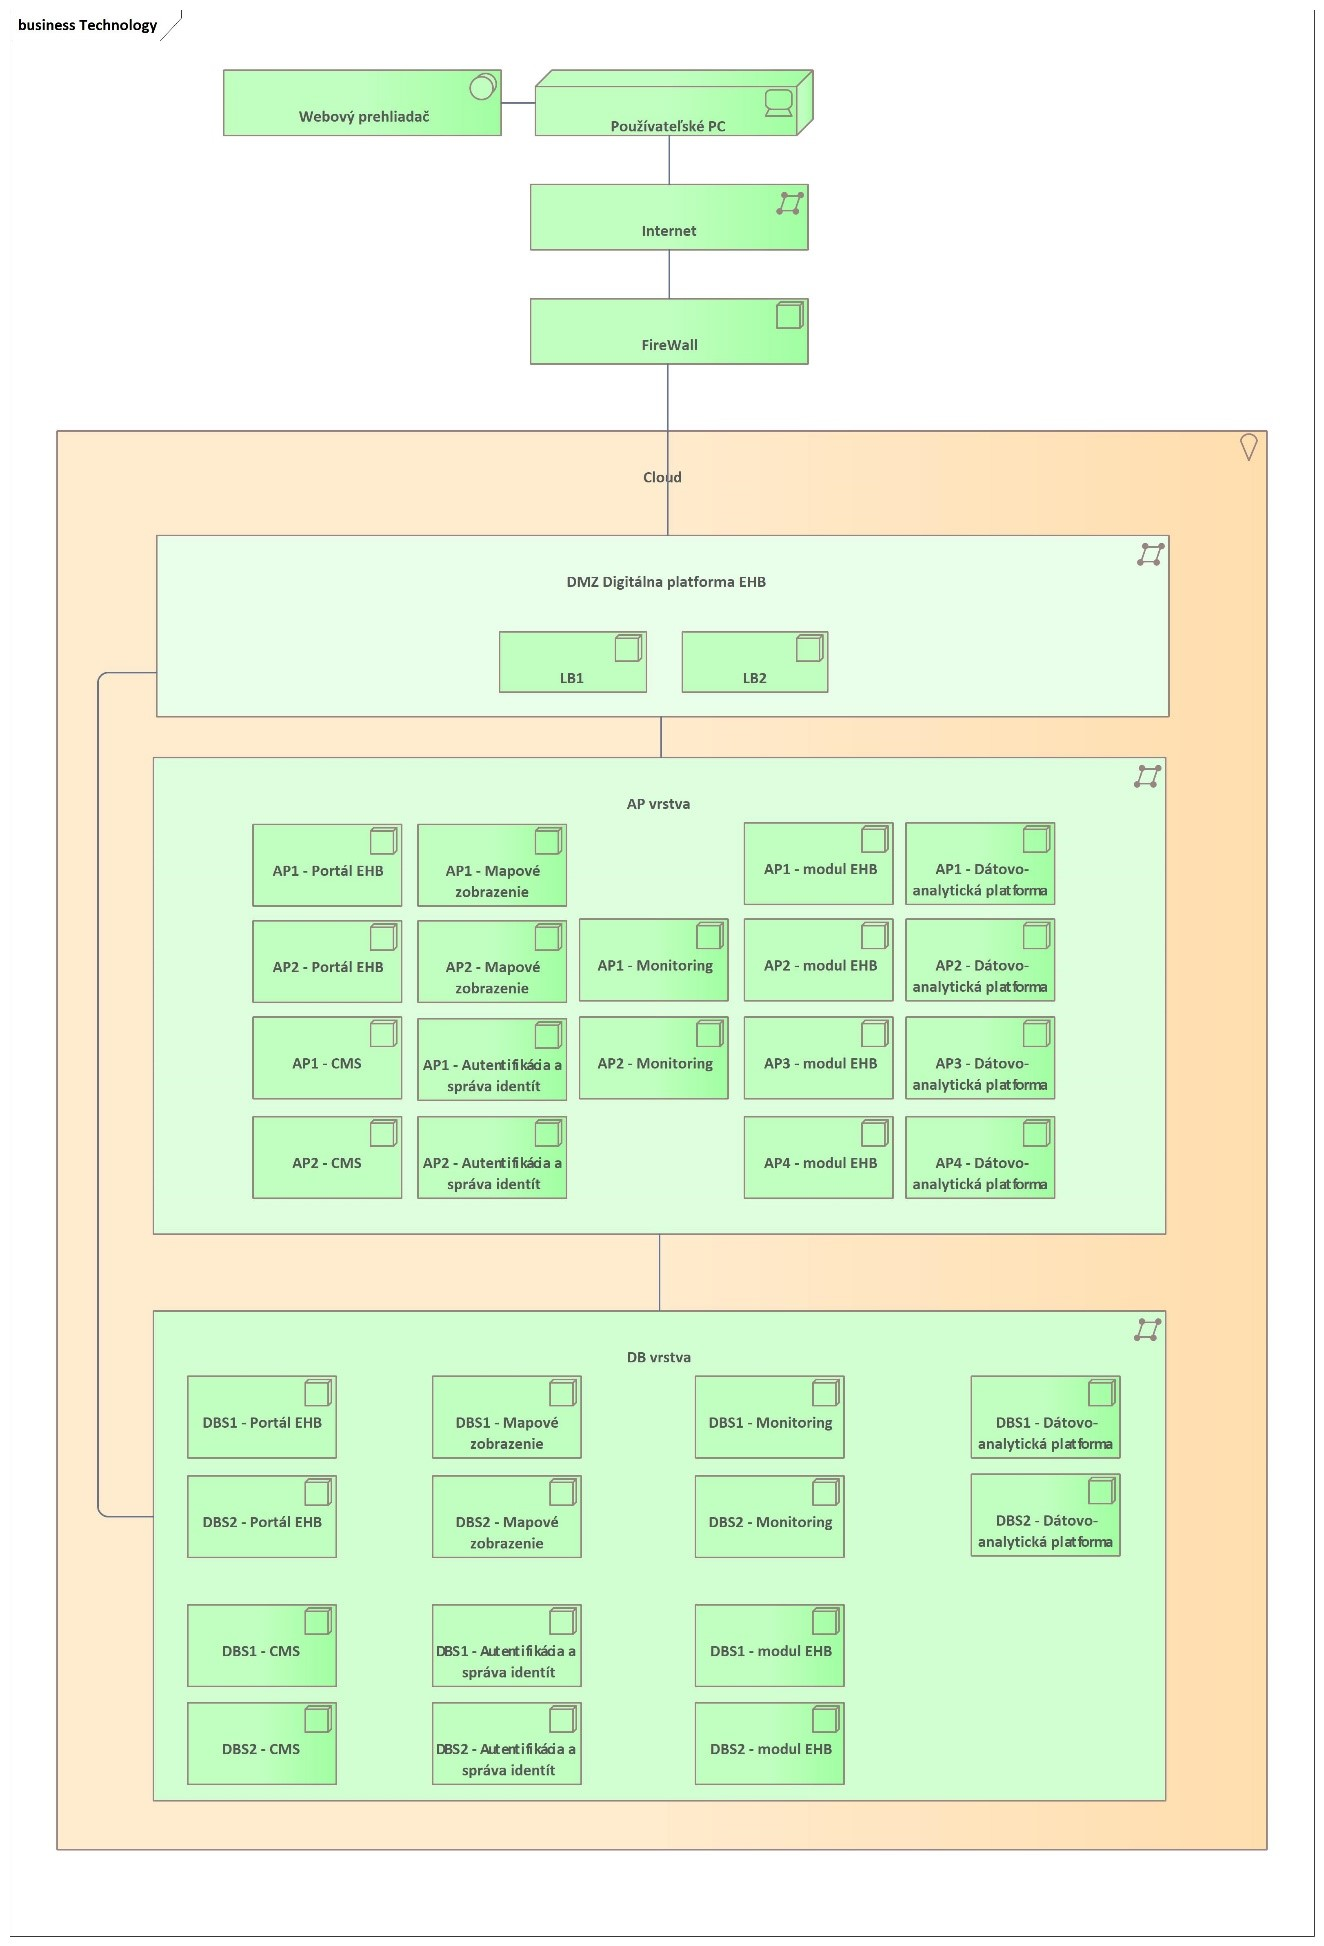 business Technology
Webový prehliadač
Používateľské PC
Internet
FireWall
Cloud
DMZ Digitálna platforma EHB
LB1
LB2
AP vrstva
AP1 - Portál EHB
AP1 - Mapové
zobrazenie
AP1 - modul EHB
AP1 - Dátovo-
analytická platforma
AP2 - Portál EHB
AP2 - Mapové
zobrazenie
AP1 - Monitoring
AP2 - modul EHB
AP2 - Dátovo-
analytická platforma
AP1 - CMS
AP1 - Autentifikácia a
správa identít
AP2 - Monitoring
AP3 - modul EHB
AP3 - Dátovo-
analytická platforma
AP2 - CMS
AP2 - Autentifikácia a
správa identít
AP4 - modul EHB
AP4 - Dátovo-
analytická platforma
DB vrstva
DBS1 - Portál EHB
DBS1 - Mapové
zobrazenie
DBS1 - Monitoring
DBS1 - Dátovo-
analytická platforma
DBS2 - Portál EHB
DBS2 - Mapové
zobrazenie
DBS2 - Monitoring
DBS2 - Dátovo-
analytická platforma
DBS1 - CMS
DBS1 - Autentifikácia a
správa identít
DBS1 - modul EHB
DBS2 - CMS
DBS2 - Autentifikácia a
správa identít
DBS2 - modul EHB